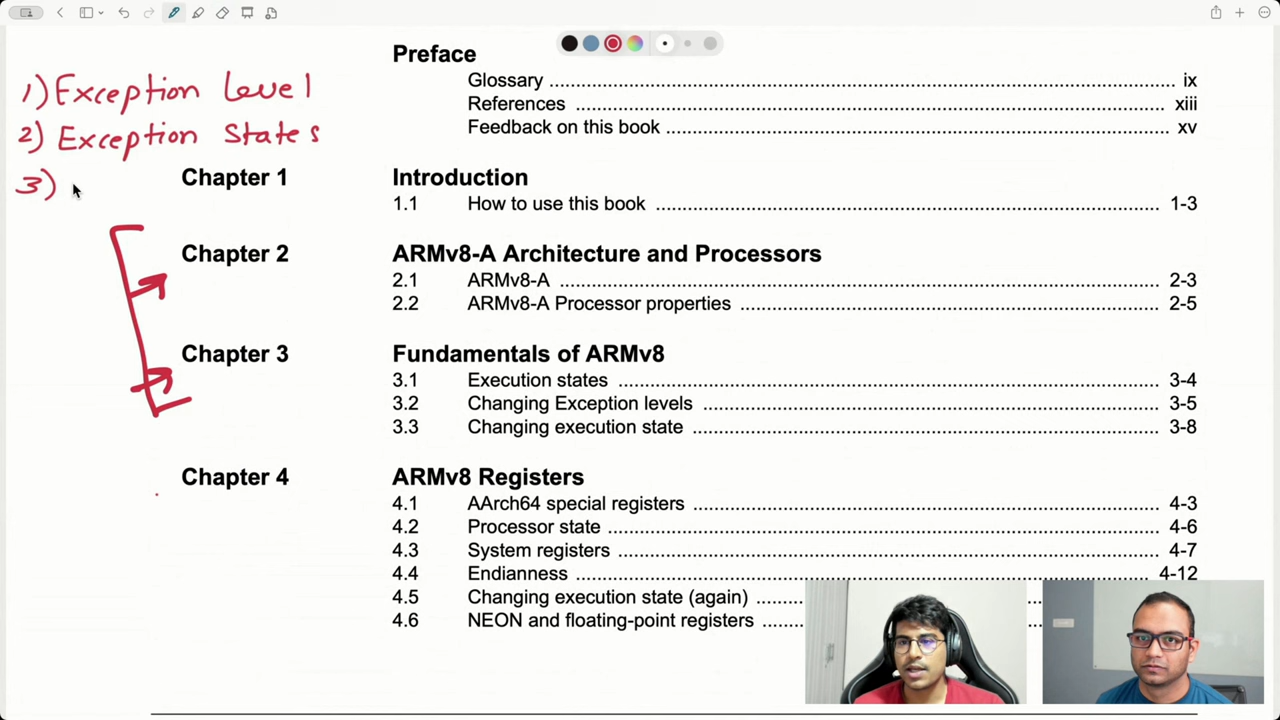 Preface
Glossary ix
References xiii
Feedback on this book xv
1) Exception Level
2) Exception States
3)
Chapter 1 Introduction
1.1 How to use this book 1-3
Chapter 2 ARMv8-A Architecture and Processors
2.1 ARMv8-A 2-3
2.2 ARMv8-A Processor properties 2-5
Chapter 3 Fundamentals of ARMv8
3.1 Execution states 3-4
3.2 Changing Exception levels 3-5
3.3 Changing execution state 3-8
Chapter 4 ARMv8 Registers
4.1 AArch64 special registers 4-3
4.2 Processor state 4-6
4.3 System registers 4-7
4.4 Endianness 4-12
4.5 Changing execution state (again)
4.6 NEON and floating-point registers